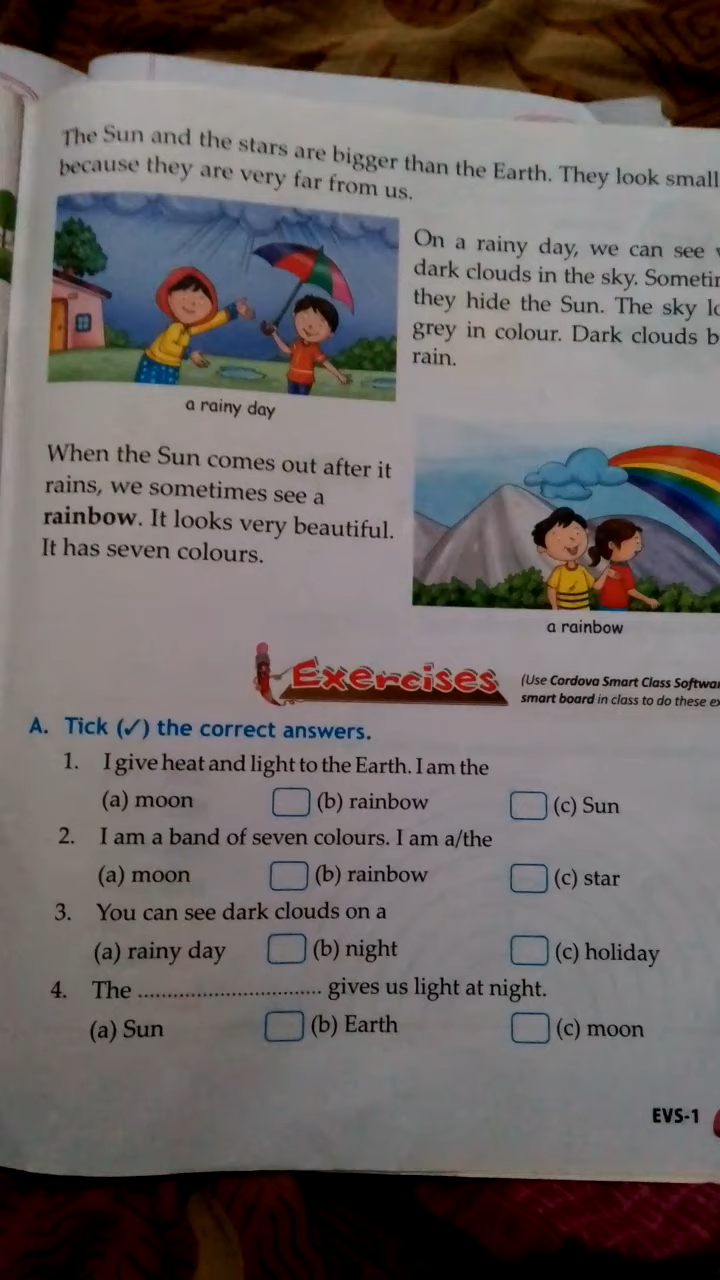 The Sun and the stars are bigger than the Earth. They look small
because they are very far from us.
On a rainy day, we can see
dark clouds in the sky.
they hide the Sun. The sky
grey in colour. Dark clouds
rain.
a rainy day
When the Sun comes out after it
rains, we sometimes see a
rainbow. It looks very beautiful.
It has seven colours.
a rainbow
Exercises
(Use Cordova Smart Class
smart board in class to do these
A. Tick (✓) the correct answers.
1. I give heat and light to the Earth. I am the
(a) moon (b) rainbow (c) Sun
2. I am a band of seven colours. I am a/the
(a) moon (b) rainbow (c) star
3. You can see dark clouds on a
(a) rainy day (b) night (c) holiday
4. The .............................. gives us light at night.
(a) Sun (b) Earth (c) moon
EVS-1